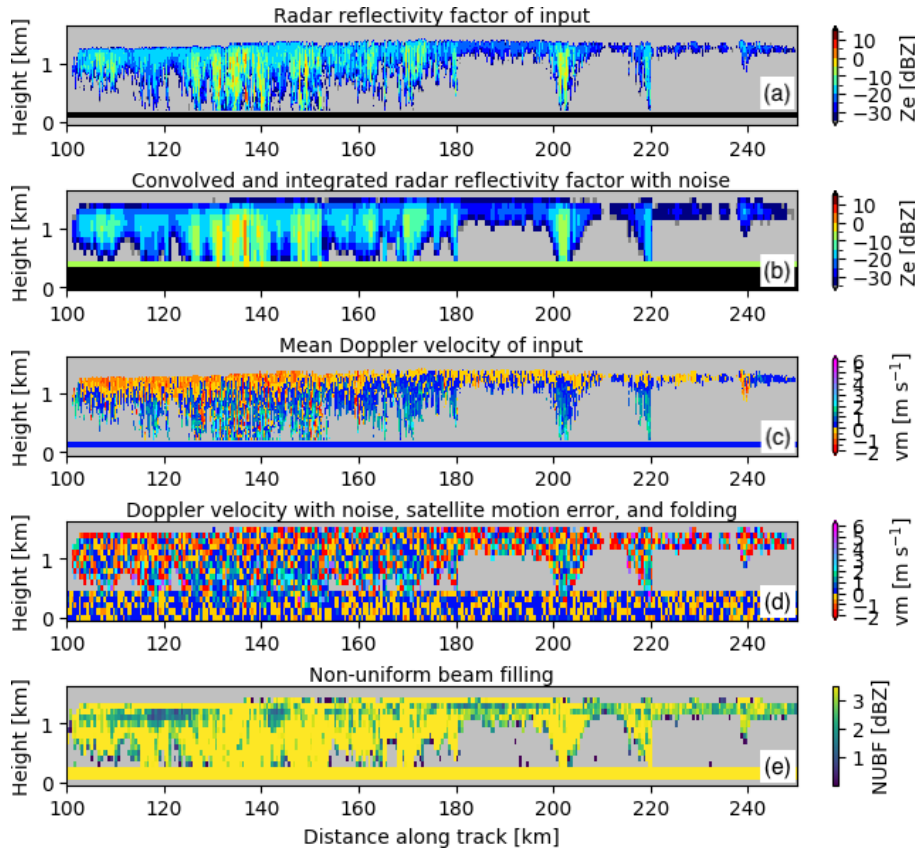 Radar reflectivity factor of input
Height [km]
1
0
(a)
10
0
−10
−20
−30
Ze [dBZ]
100 120 140 160 180 200 220 240
Convolved and integrated radar reflectivity factor with noise
Height [km]
1
0
(b)
10
0
−10
−20
−30
Ze [dBZ]
100 120 140 160 180 200 220 240
Mean Doppler velocity of input
Height [km]
1
0
(c)
6
5
4
3
2
1
0
−1
−2
vm [m s−1]
100 120 140 160 180 200 220 240
Doppler velocity with noise, satellite motion error, and folding
Height [km]
1
0
(d)
6
5
4
3
2
1
0
−1
−2
vm [m s−1]
100 120 140 160 180 200 220 240
Non-uniform beam filling
Height [km]
1
0
(e)
3
2
1
NUBF [dBZ]
100 120 140 160 180 200 220 240
Distance along track [km]